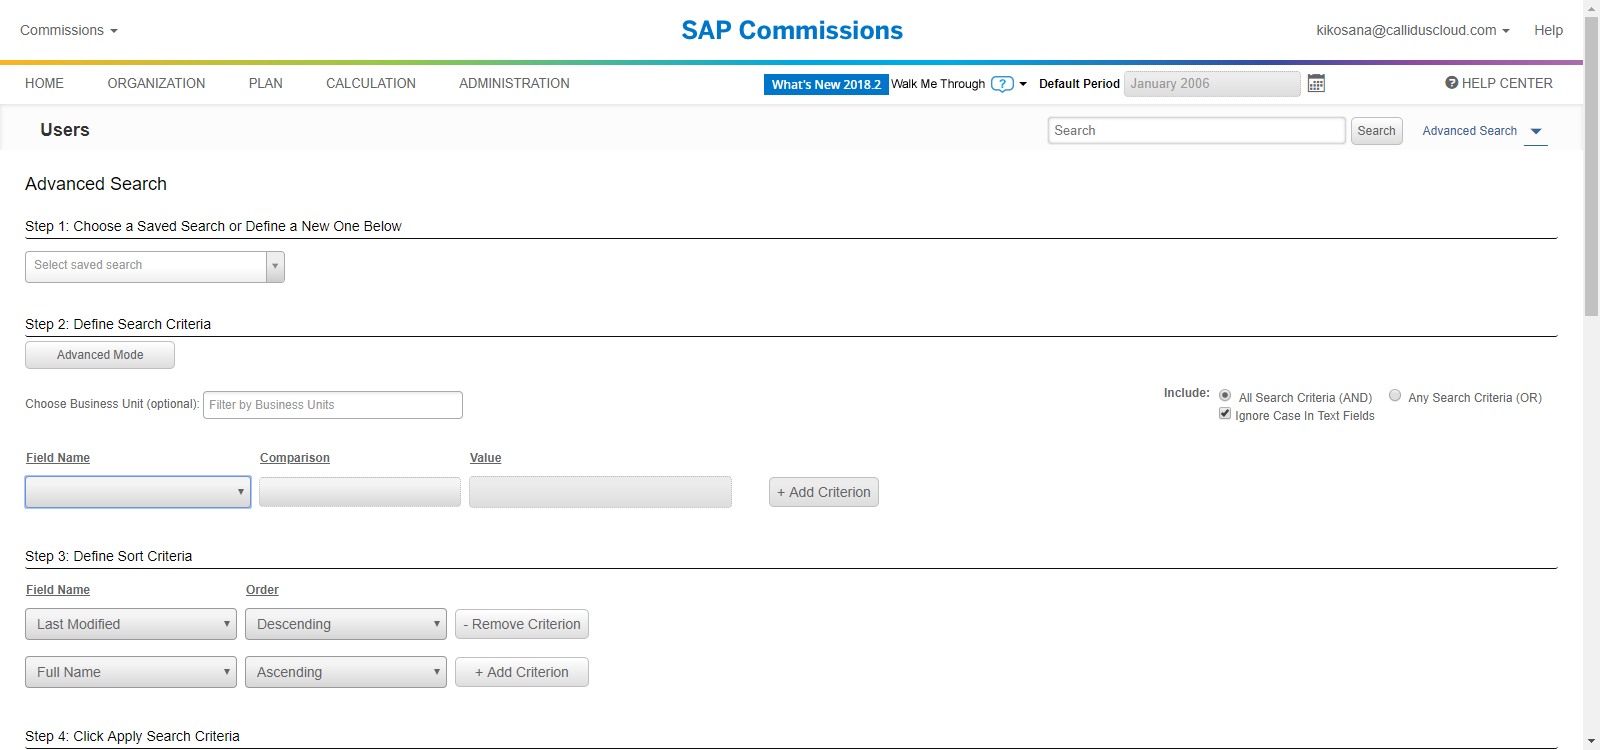 Commissions
SAP Commissions
kikosana@calliduscloud.com Help
HOME ORGANIZATION PLAN CALCULATION ADMINISTRATION What's New 2018.2 Walk Me Through ? Default Period January 2006 ? HELP CENTER
Users Search Search Advanced Search
Advanced Search
Step 1: Choose a Saved Search or Define a New One Below
Select saved search
Step 2: Define Search Criteria
Advanced Mode
Choose Business Unit (optional): Filter by Business Units Include: All Search Criteria (AND) Any Search Criteria (OR)
Ignore Case In Text Fields
Field Name Comparison Value
+ Add Criterion
Step 3: Define Sort Criteria
Field Name Order
Last Modified Descending - Remove Criterion
Full Name Ascending + Add Criterion
Step 4: Click Apply Search Criteria